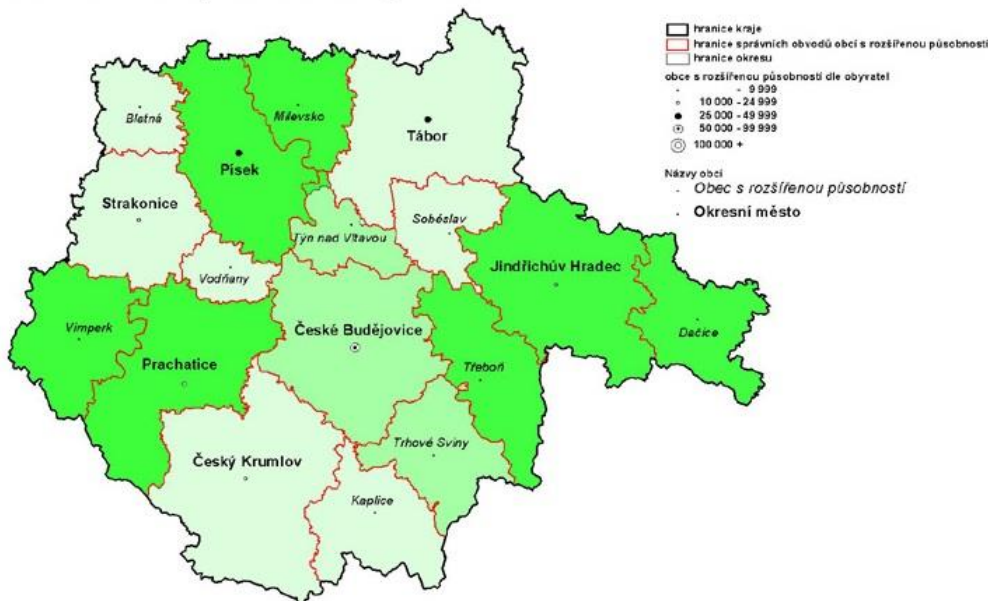 hranice kraje
hranice správních obvodů obcí s rozšířenou působností
hranice okresu
obce s rozšířenou působností dle obyvatel
- 9 999
10 000 - 24 999
25 000 - 49 999
50 000 - 99 999
100 000 +
Názvy obcí
Obec s rozšířenou působností
Okresní město
Blatná
Milevsko
Tábor
Písek
Strakonice
Soběslav
Týn nad Vltavou
Vodňany
Jindřichův Hradec
Vimperk
České Budějovice
Dačice
Prachatice
Třeboň
Trhové Sviny
Český Krumlov
Kaplice